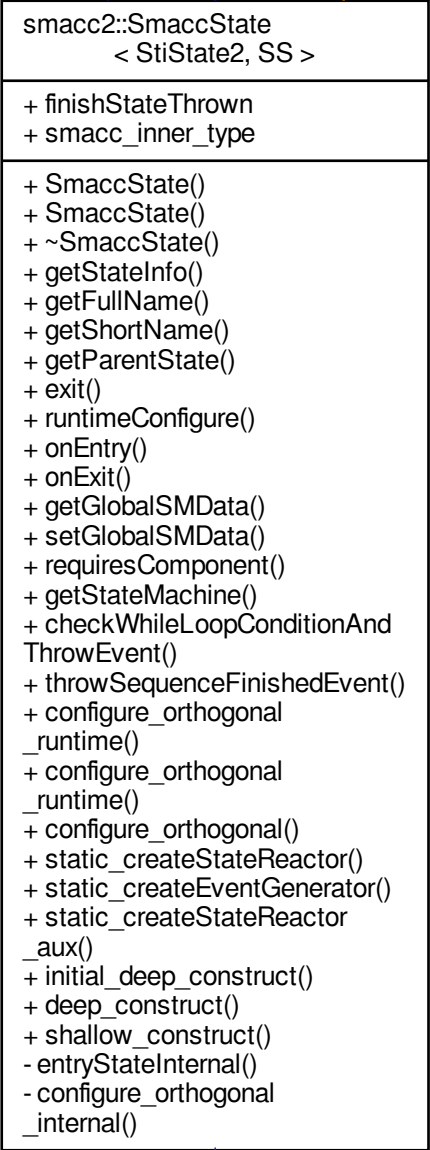 smacc2::SmaccState
< StiState2, SS >
+ finishStateThrown
+ smacc_inner_type
+ SmaccState()
+ SmaccState()
+ ~SmaccState()
+ getStateInfo()
+ getFullName()
+ getShortName()
+ getParentState()
+ exit()
+ runtimeConfigure()
+ onEntry()
+ onExit()
+ getGlobalSMData()
+ setGlobalSMData()
+ requiresComponent()
+ getStateMachine()
+ checkWhileLoopConditionAnd
ThrowEvent()
+ throwSequenceFinishedEvent()
+ configure_orthogonal
_runtime()
+ configure_orthogonal
_runtime()
+ configure_orthogonal()
+ static_createStateReactor()
+ static_createEventGenerator()
+ static_createStateReactor
_aux()
+ initial_deep_construct()
+ deep_construct()
+ shallow_construct()
- entryStateInternal()
- configure_orthogonal
_internal()